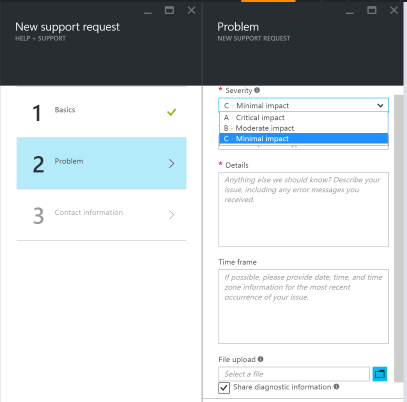 New support request
HELP + SUPPORT
1
Basics
2
Problem
3
Contact information
Problem
NEW SUPPORT REQUEST
* Severity
C - Minimal impact
A - Critical impact
B - Moderate impact
C - Minimal impact
* Details
Anything else we should know? Describe your
issue, including any error messages you
received.
Time frame
If possible, please provide date, time, and time
zone information for the most recent
occurrence of your issue.
File upload
Select a file
Share diagnostic information